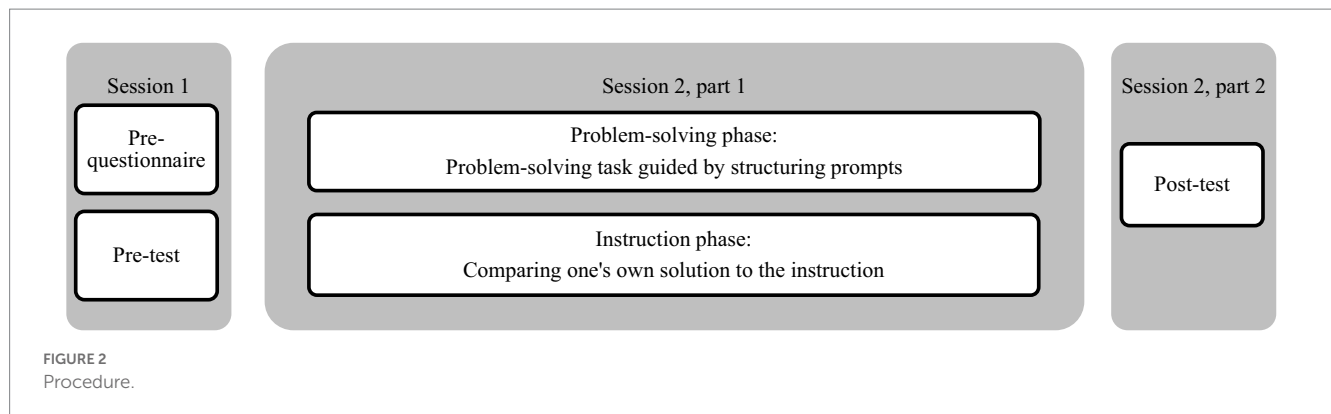 Session 1
Pre-
questionnaire
Pre-test
Session 2, part 1
Problem-solving phase:
Problem-solving task guided by structuring prompts
Instruction phase:
Comparing one's own solution to the instruction
Session 2, part 2
Post-test
FIGURE 2
Procedure.